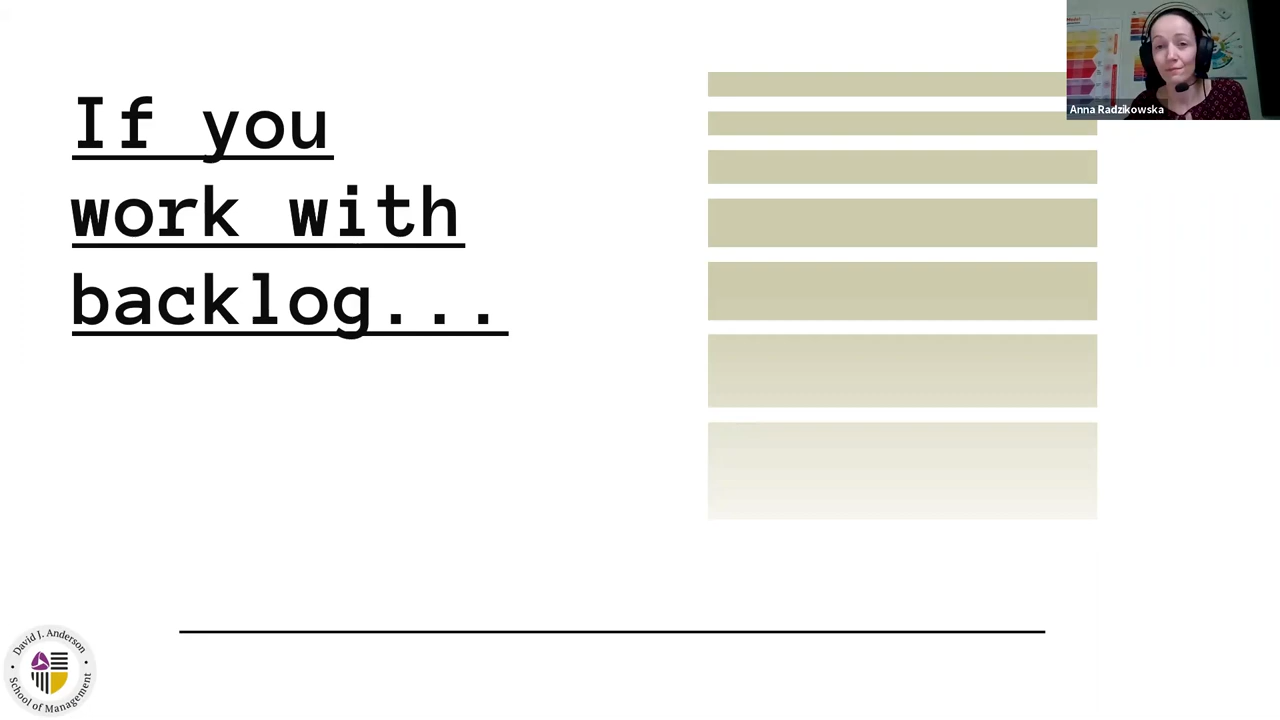 If you
work with
backlog...
Anna Radzikowska
David J. Anderson
School of Management